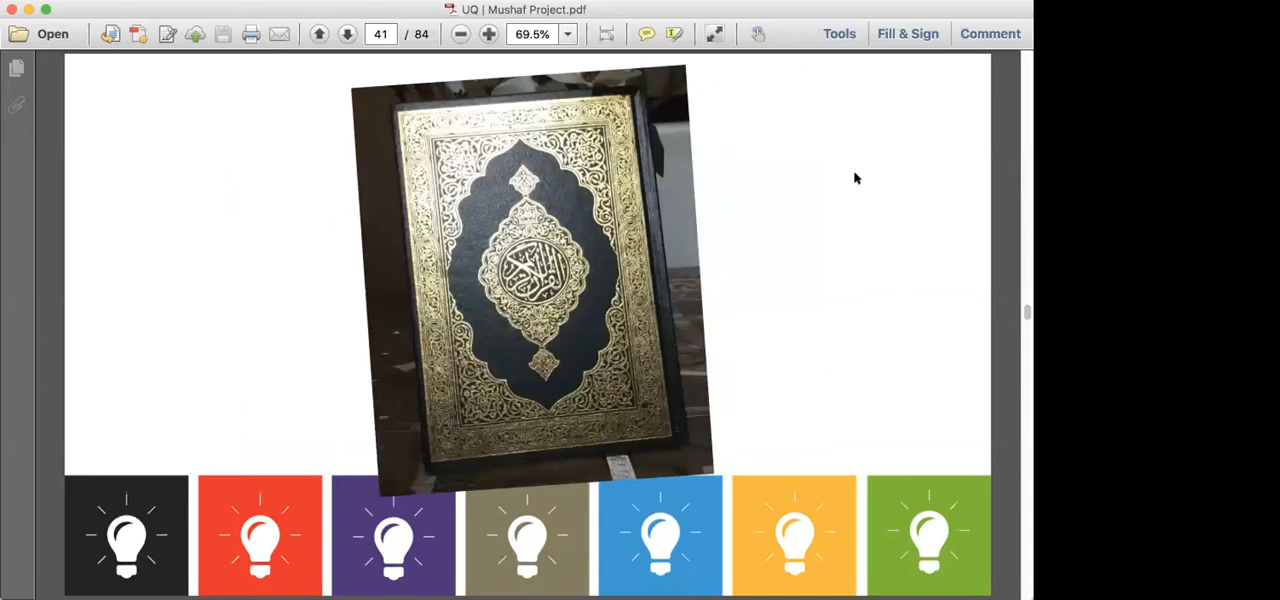 UQ | Mushaf Project.pdf
Open 41 / 84 69.5% Tools Fill & Sign Comment
القرآن الكريم